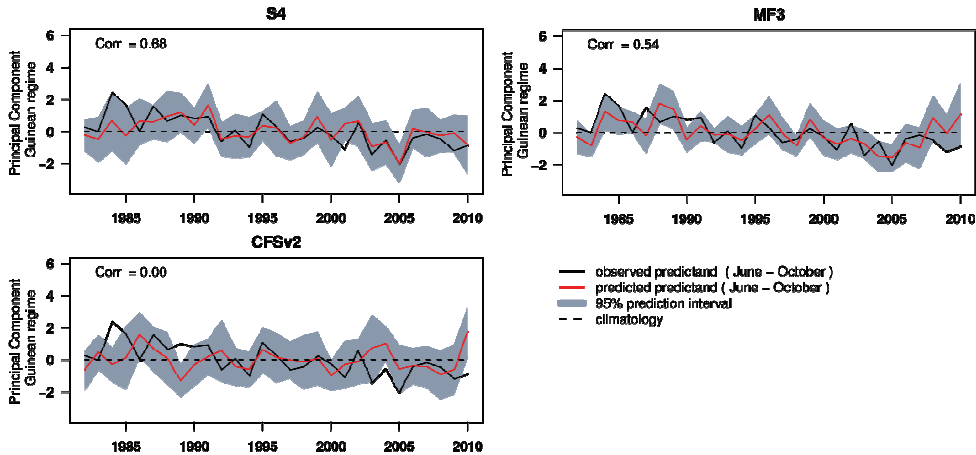 S4
Corr = 0.68
Principal Component
Guinean regime
6
4
2
0
−2
1985 1990 1995 2000 2005 2010
MF3
Corr = 0.54
Principal Component
Guinean regime
6
4
2
0
−2
1985 1990 1995 2000 2005 2010
CFSv2
Corr = 0.00
Principal Component
Guinean regime
6
4
2
0
−2
1985 1990 1995 2000 2005 2010
observed predictand ( June − October )
predicted predictand ( June − October )
95% prediction interval
climatology